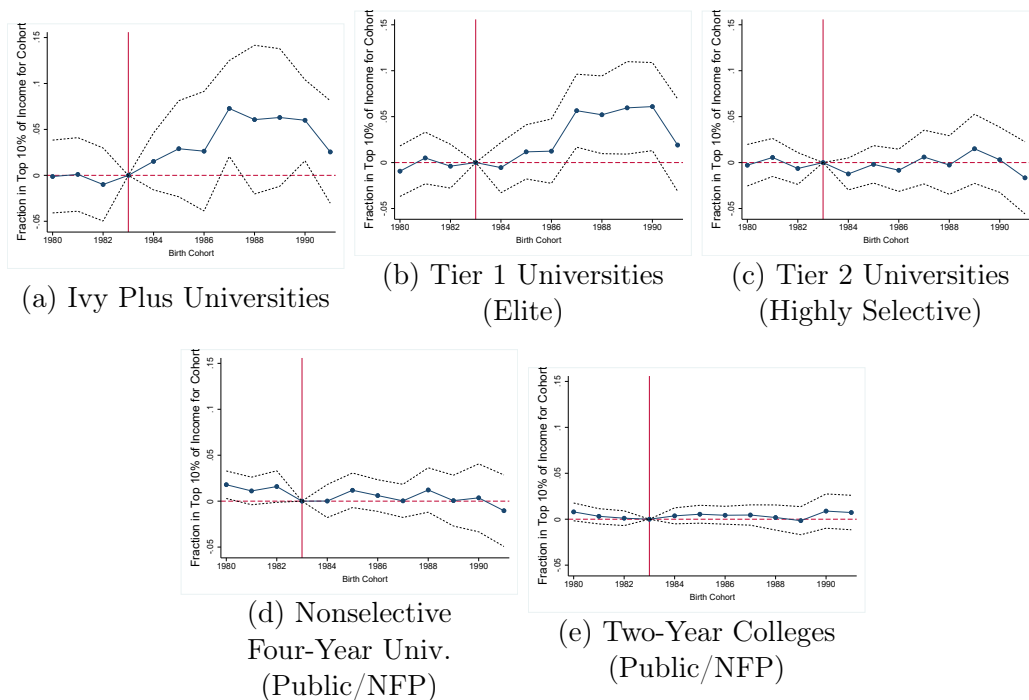 Fraction in Top 10% of Income for Cohort
.15
.1
.05
0
-.05
1980 1982 1984 1986 1988 1990
Birth Cohort
(a) Ivy Plus Universities
Fraction in Top 10% of Income for Cohort
.15
.1
.05
0
-.05
1980 1982 1984 1986 1988 1990
Birth Cohort
(b) Tier 1 Universities
(Elite)
Fraction in Top 10% of Income for Cohort
.15
.1
.05
0
-.05
1980 1982 1984 1986 1988 1990
Birth Cohort
(c) Tier 2 Universities
(Highly Selective)
Fraction in Top 10% of Income for Cohort
.15
.1
.05
0
-.05
1980 1982 1984 1986 1988 1990
Birth Cohort
(d) Nonselective
Four-Year Univ.
(Public/NFP)
Fraction in Top 10% of Income for Cohort
.15
.1
.05
0
-.05
1980 1982 1984 1986 1988 1990
Birth Cohort
(e) Two-Year Colleges
(Public/NFP)